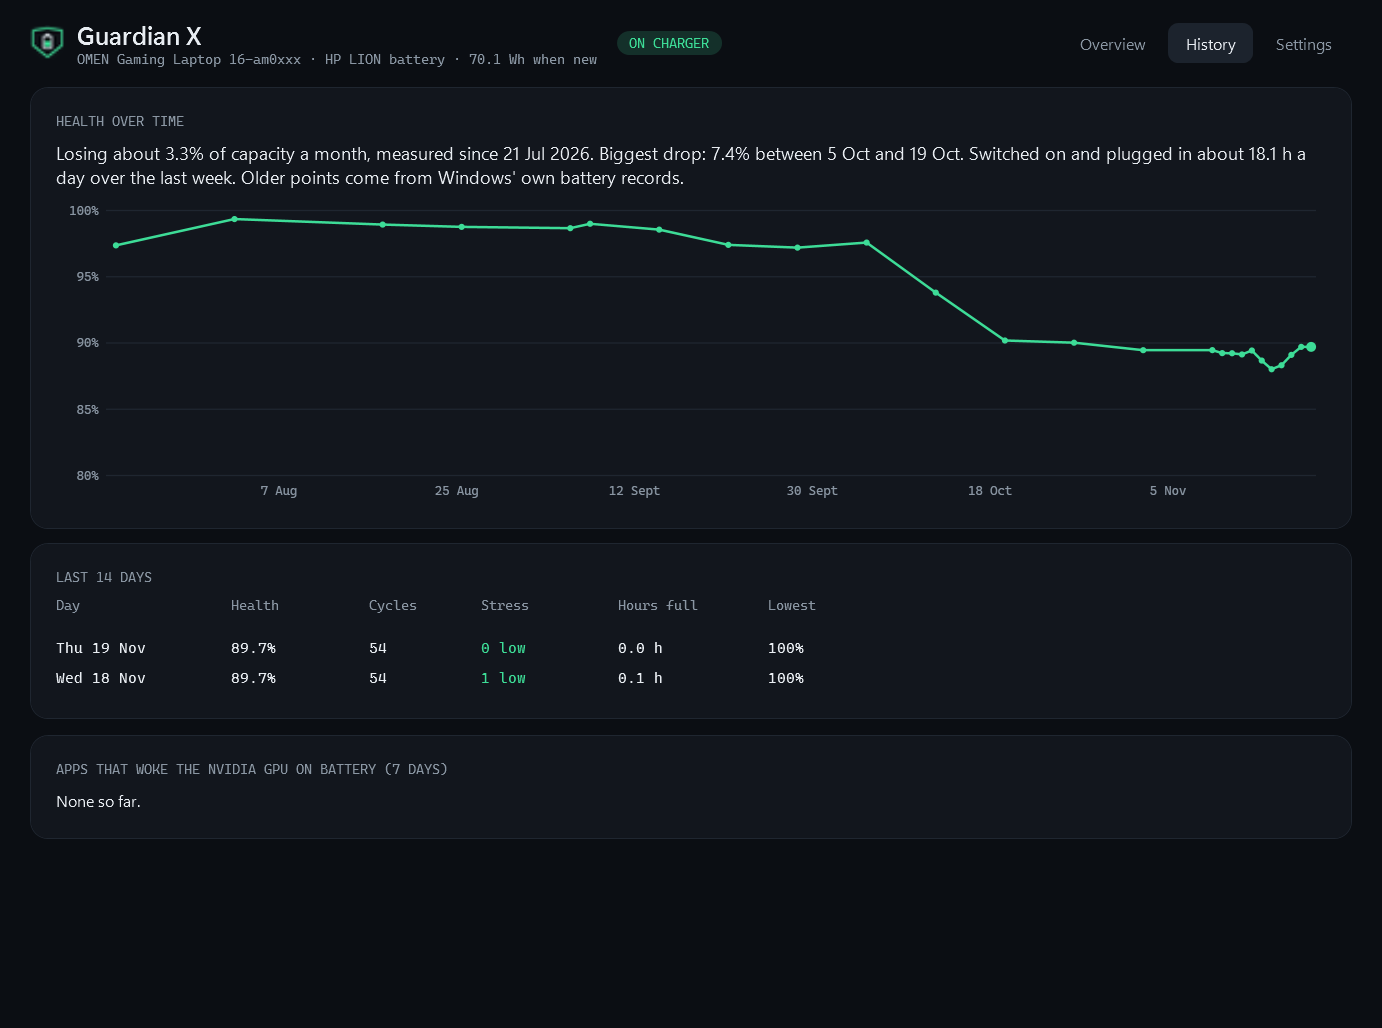 Guardian X
OMEN Gaming Laptop 16-am0xxx · HP LION battery · 70.1 Wh when new
ON CHARGER
Overview
History
Settings
HEALTH OVER TIME
Losing about 3.3% of capacity a month, measured since 21 Jul 2026. Biggest drop: 7.4% between 5 Oct and 19 Oct. Switched on and plugged in about 18.1 h a
day over the last week. Older points come from Windows' own battery records.
100%
95%
90%
85%
80%
7 Aug 25 Aug 12 Sept 30 Sept 18 Oct 5 Nov
LAST 14 DAYS
Day Health Cycles Stress Hours full Lowest
Thu 19 Nov 89.7% 54 0 low 0.0 h 100%
Wed 18 Nov 89.7% 54 1 low 0.1 h 100%
APPS THAT WOKE THE NVIDIA GPU ON BATTERY (7 DAYS)
None so far.